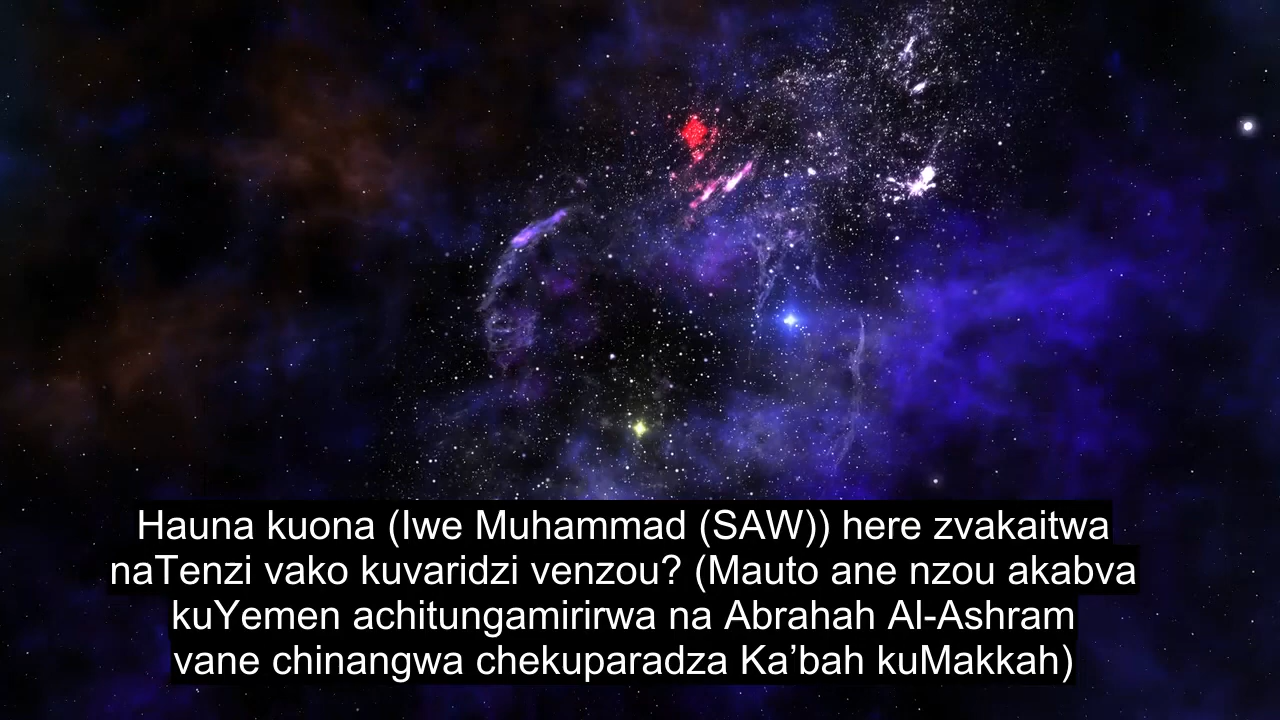 Hauna kuona (Iwe Muhammad (SAW)) here zvakaitwa
naTenzi vako kuvaridzi venzou? (Mauto ane nzou akabva
kuYemen achitungamirirwa na Abrahah Al-Ashram
vane chinangwa chekuparadza Ka’bah kuMakkah)